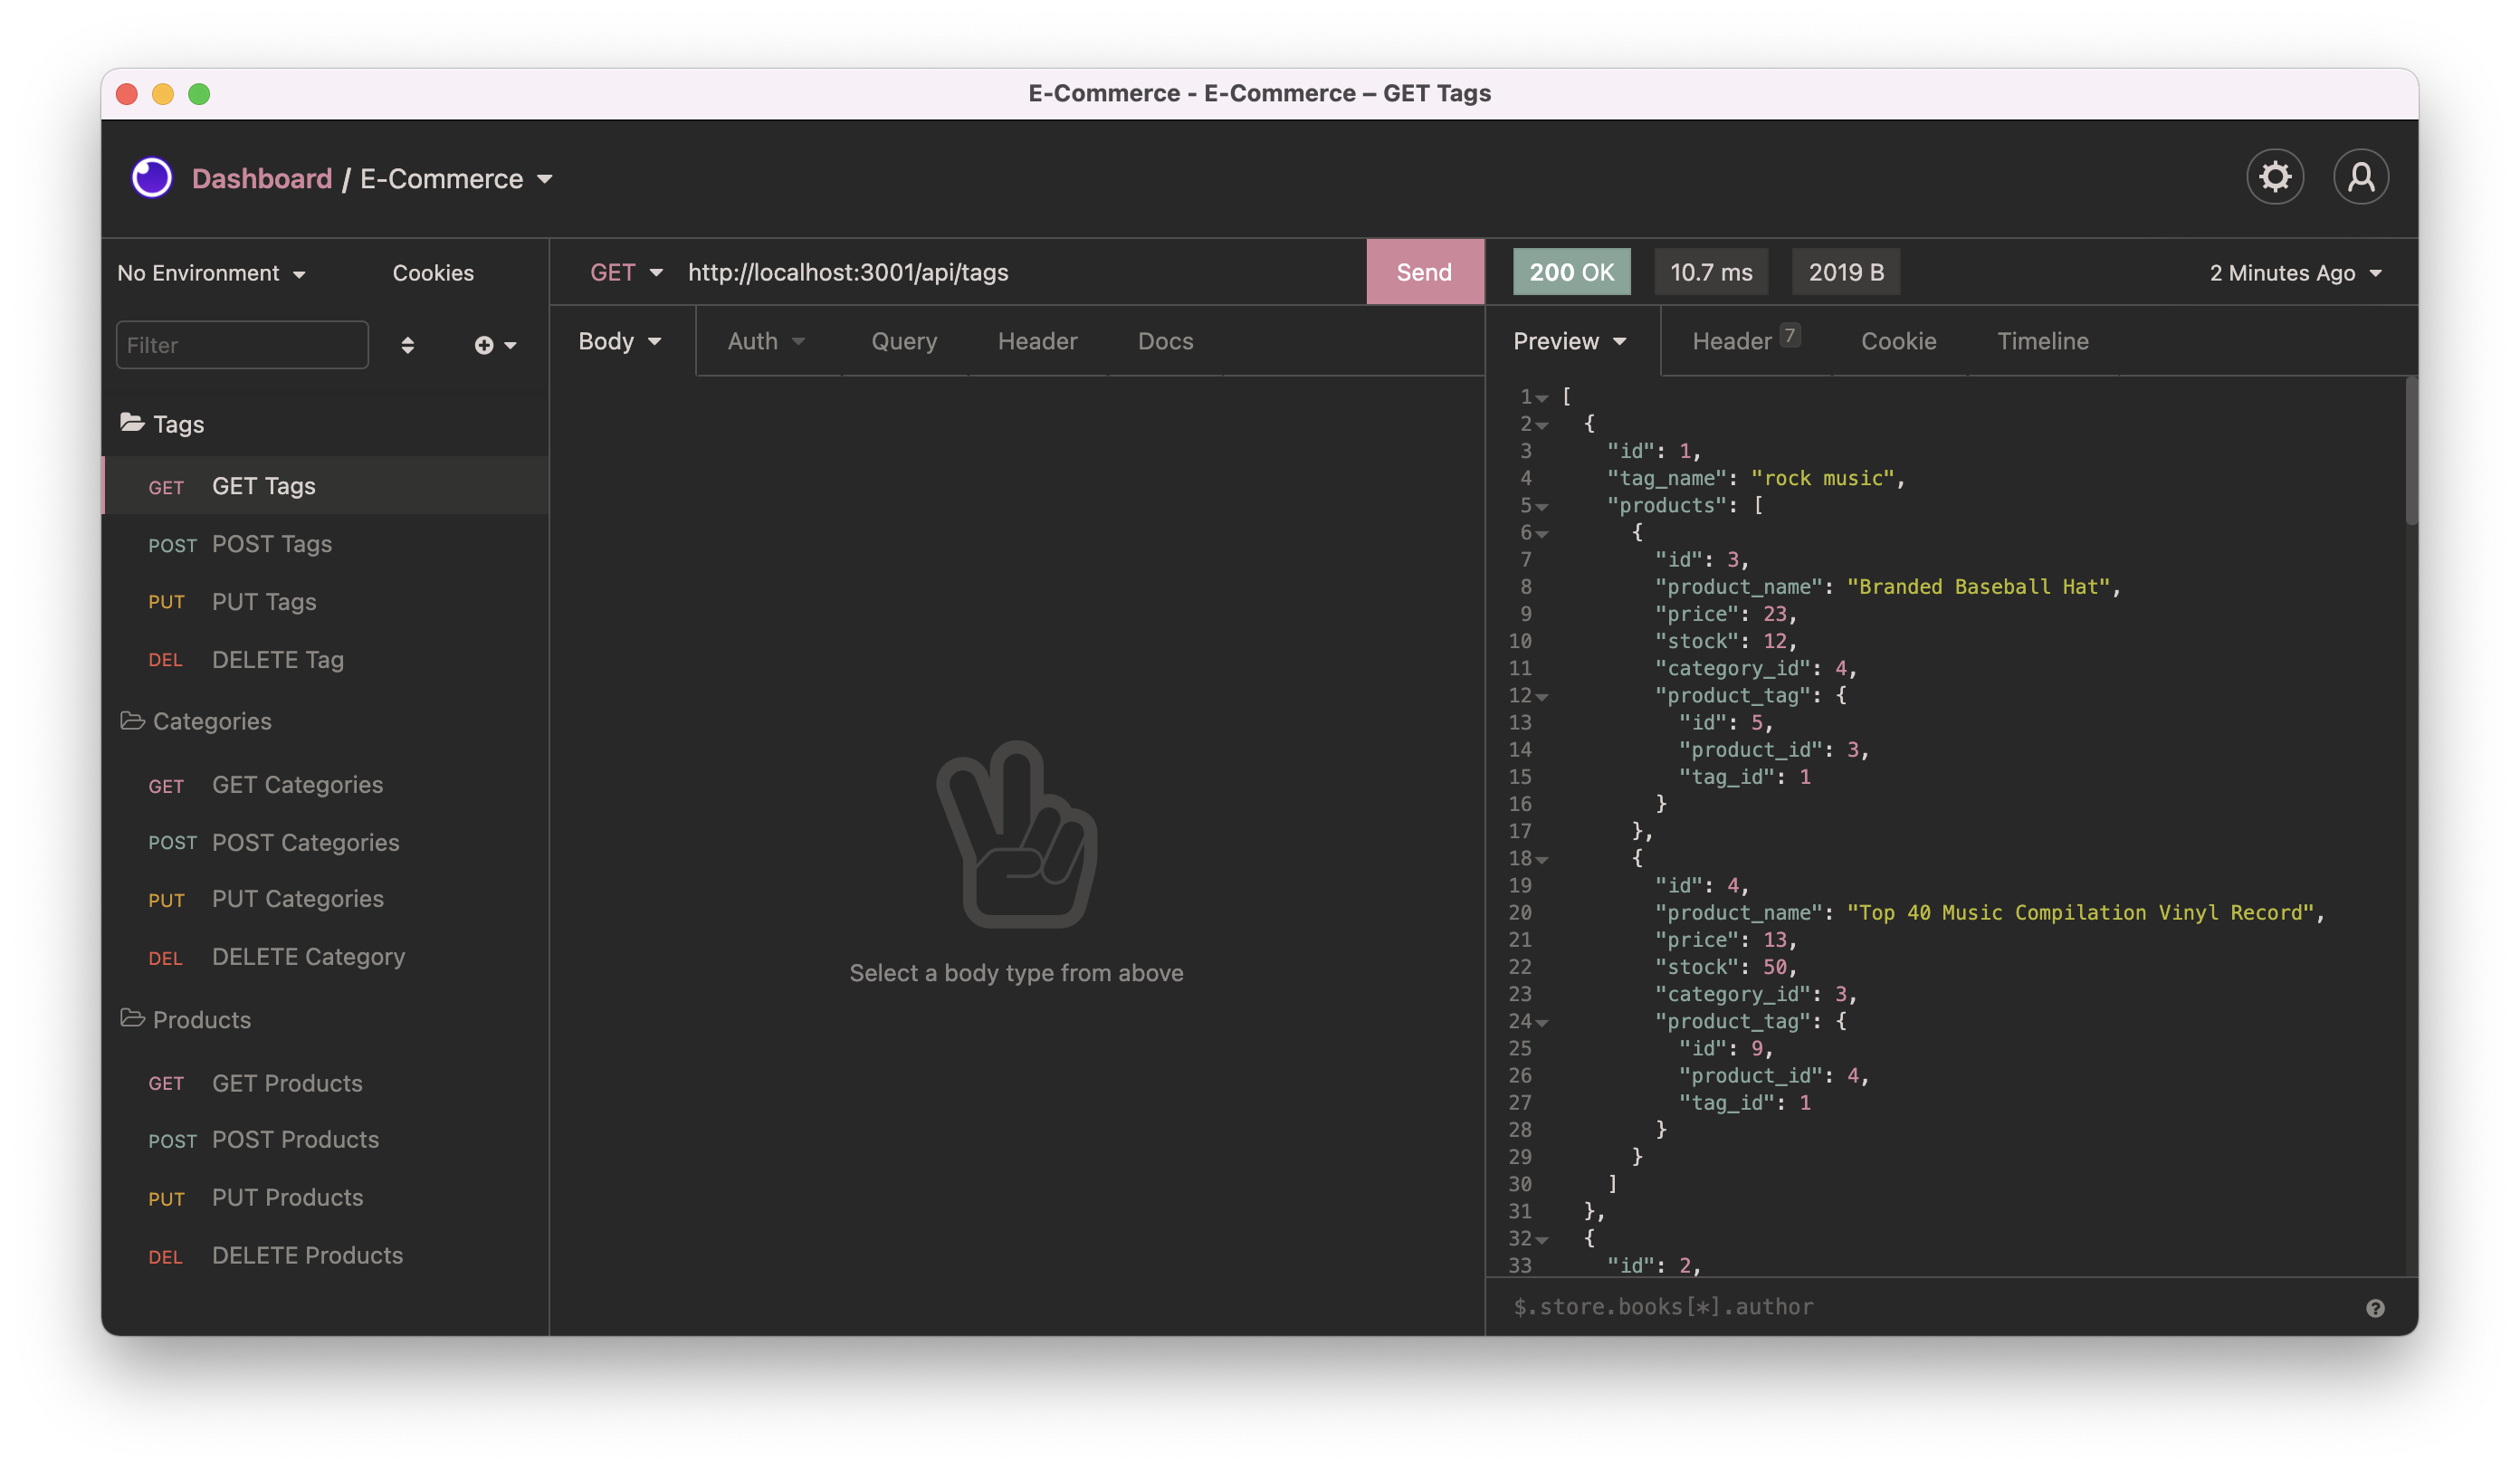 E-Commerce - E-Commerce – GET Tags
Dashboard / E-Commerce
No Environment
Cookies
Filter
Tags
GET GET Tags
POST POST Tags
PUT PUT Tags
DEL DELETE Tag
Categories
GET GET Categories
POST POST Categories
PUT PUT Categories
DEL DELETE Category
Products
GET GET Products
POST POST Products
PUT PUT Products
DEL DELETE Products
GET http://localhost:3001/api/tags Send
Body Auth Query Header Docs
Select a body type from above
200 OK 10.7 ms 2019 B 2 Minutes Ago
Preview Header 7 Cookie Timeline
1 [
2 {
3 "id": 1,
4 "tag_name": "rock music",
5 "products": [
6 {
7 "id": 3,
8 "product_name": "Branded Baseball Hat",
9 "price": 23,
10 "stock": 12,
11 "category_id": 4,
12 "product_tag": {
13 "id": 5,
14 "product_id": 3,
15 "tag_id": 1
16 }
17 },
18 {
19 "id": 4,
20 "product_name": "Top 40 Music Compilation Vinyl Record",
21 "price": 13,
22 "stock": 50,
23 "category_id": 3,
24 "product_tag": {
25 "id": 9,
26 "product_id": 4,
27 "tag_id": 1
28 }
29 }
30 ]
31 },
32 {
33 "id": 2,
$.store.books[*].author